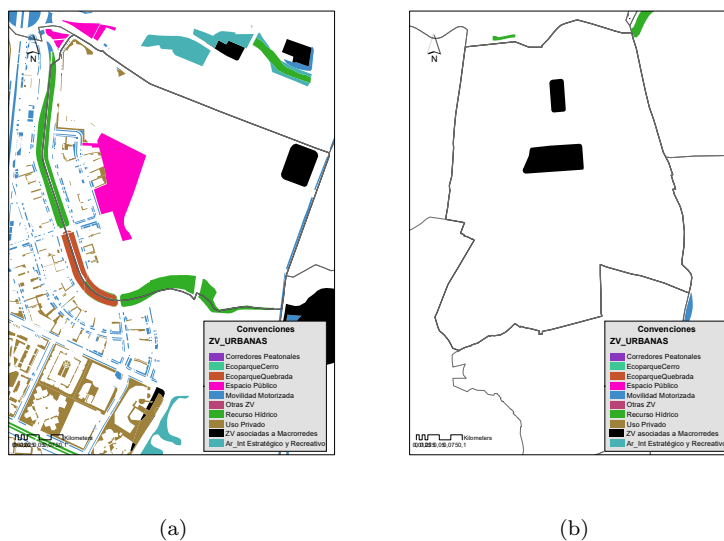 N
Convenciones
ZV_URBANAS
Corredores Peatonales
EcoparqueCerro
EcoparqueQuebrada
Espacio Público
Movilidad Motorizada
Otras ZV
Recurso Hídrico
Uso Privado
ZV asociadas a Macrorredes
Ar_Int Estratégico y Recreativo
Kilometers
(a)
N
Convenciones
ZV_URBANAS
Corredores Peatonales
EcoparqueCerro
EcoparqueQuebrada
Espacio Público
Movilidad Motorizada
Otras ZV
Recurso Hídrico
Uso Privado
ZV asociadas a Macrorredes
Ar_Int Estratégico y Recreativo
Kilometers
(b)